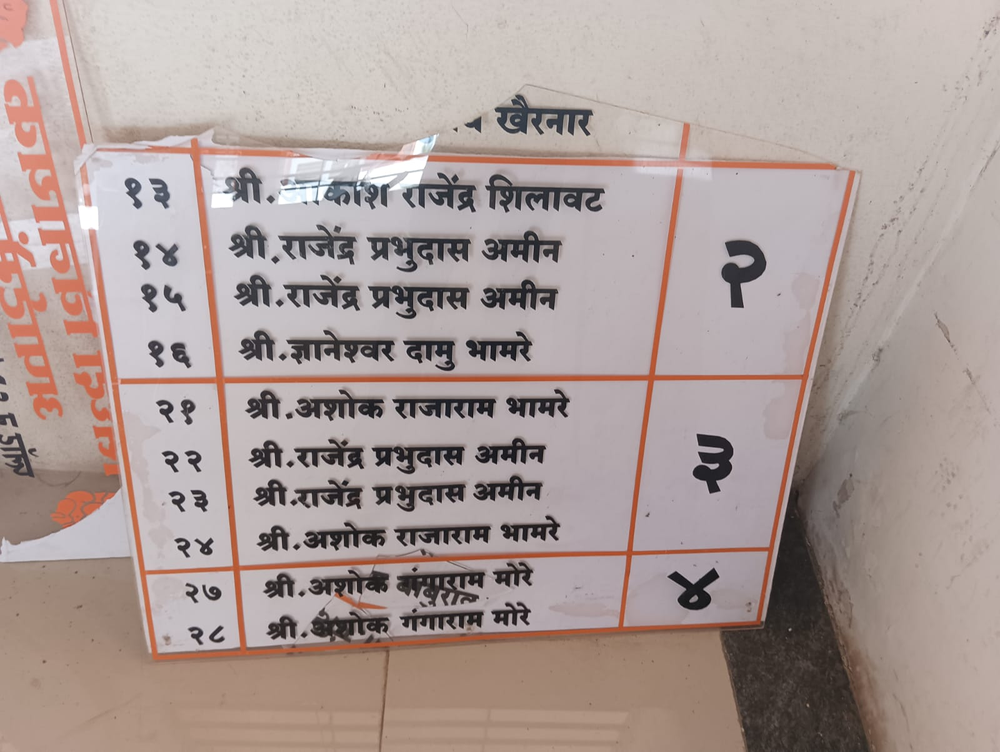 खैरनार
१३ श्री.आकाश राजेंद्र शिलावट
१४ श्री.राजेंद्र प्रभुदास अमीन
२
१५ श्री.राजेंद्र प्रभुदास अमीन
१६ श्री.ज्ञानेश्वर दामु भामरे
२१ श्री.अशोक राजाराम भामरे
२२ श्री.राजेंद्र प्रभुदास अमीन
३
२३ श्री.राजेंद्र प्रभुदास अमीन
२४ श्री.अशोक राजाराम भामरे
२७ श्री.अशोक गंगाराम मोरे
४
२८ श्री.अशोक गंगाराम मोरे